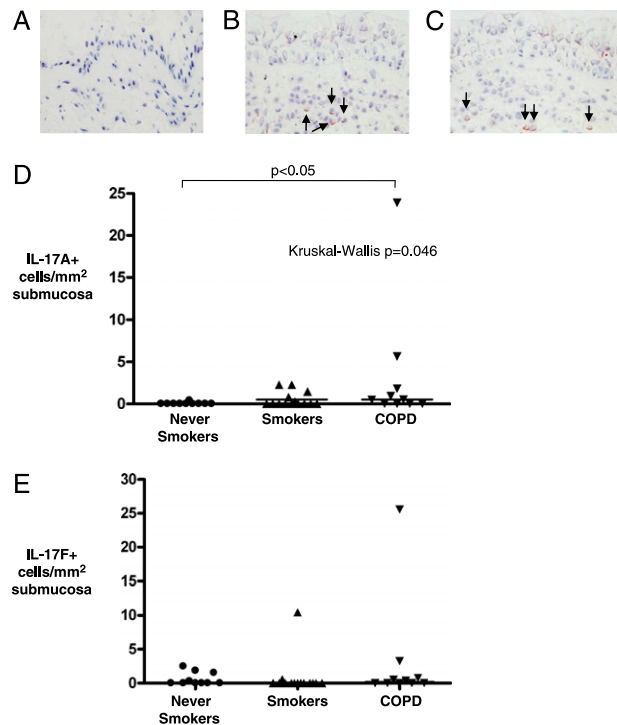 A
B
C
D
p<0.05
25
20
15
10
5
0
IL-17A+
cells/mm²
submucosa
Kruskal-Wallis p=0.046
Never
Smokers
Smokers
COPD
E
30
25
20
15
10
5
0
IL-17F+
cells/mm²
submucosa
Never
Smokers
Smokers
COPD